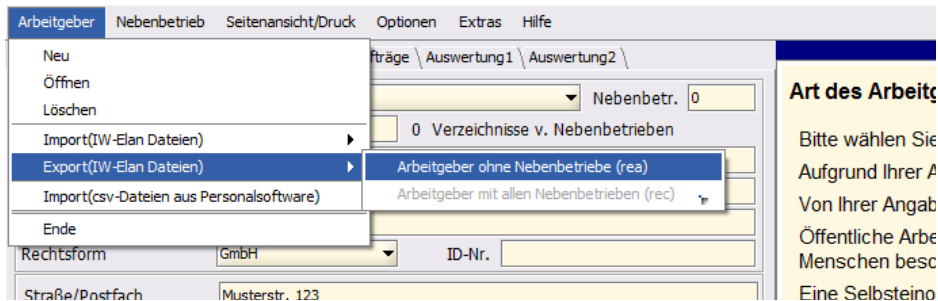 Arbeitgeber Nebenbetrieb Seitenansicht/Druck Optionen Extras Hilfe
Neu
Öffnen
Löschen
Import(IW-Elan Dateien)
Export(IW-Elan Dateien)
Import(csv-Dateien aus Personalsoftware)
Ende
Arbeitgeber ohne Nebenbetriebe (rea)
Arbeitgeber mit allen Nebenbetrieben (rec)
fträge \ Auswertung1 \ Auswertung2 \
Nebenbetr. 0
0 Verzeichnisse v. Nebenbetrieben
Rechtsform GmbH ID-Nr.
Straße/Postfach Musterstr. 123
Art des Arbeitg
Bitte wählen Sie
Aufgrund Ihrer A
Von Ihrer Angab
Öffentliche Arbe
Menschen besc
Eine Selbsteino